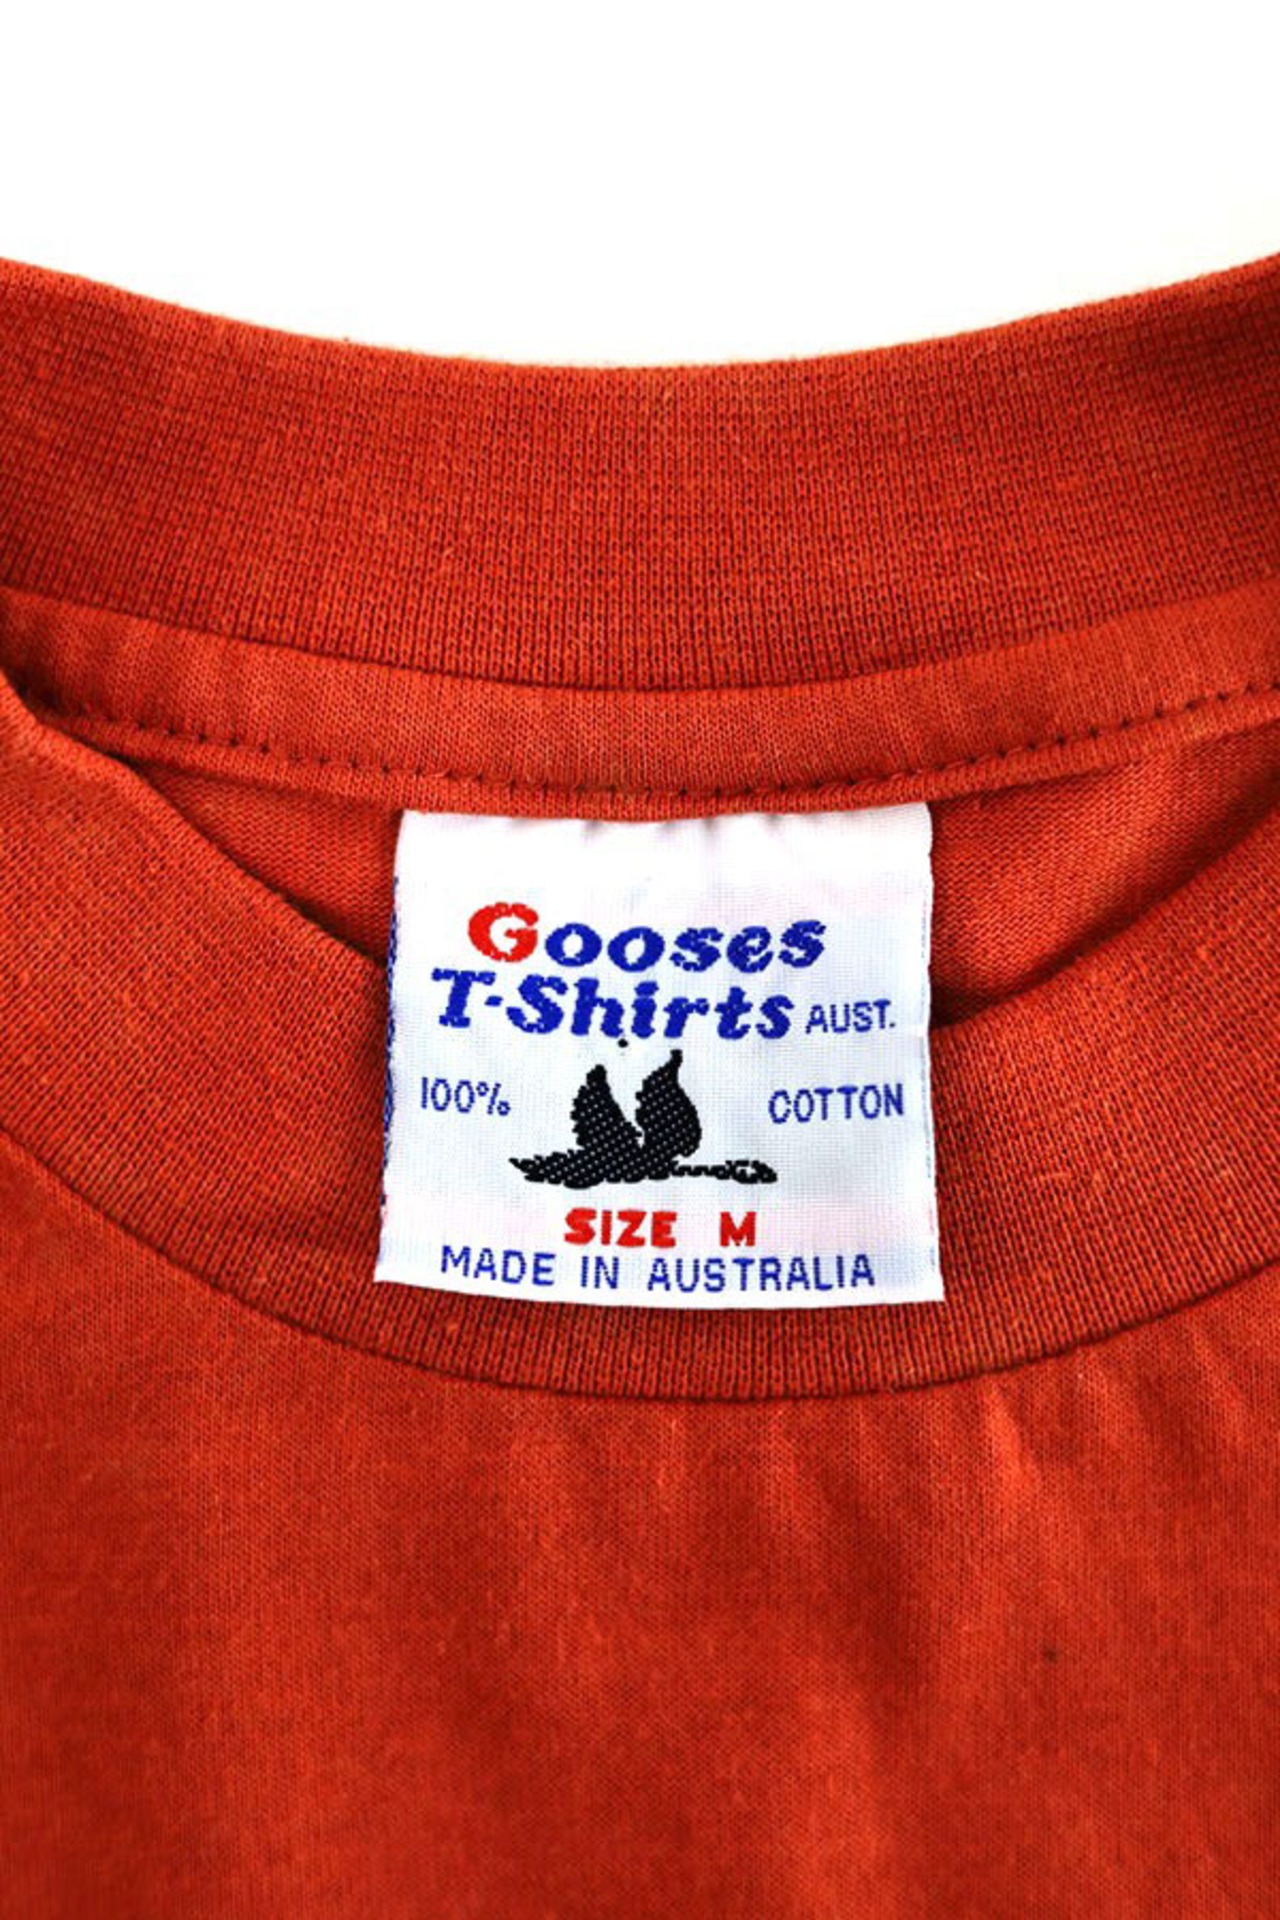 Gooses
T-Shirts AUST.
100% COTTON
SIZE M
MADE IN AUSTRALIA